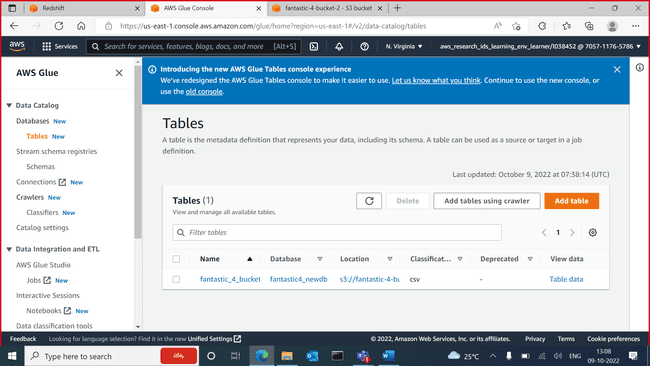 Redshift
AWS Glue Console
fantastic-4-bucket-2 - S3 bucket
https://us-east-1.console.aws.amazon.com/glue/home?region=us-east-1#/v2/data-catalog/tables
aws
Services
Search for services, features, blogs, docs, and more
[Alt+S]
N. Virginia
aws_research_ids_learning_env_learner/l038452 @ 7057-1176-5786
AWS Glue
Data Catalog
Databases New
Tables New
Stream schema registries
Schemas
Connections New
Crawlers New
Classifiers New
Catalog settings
Data Integration and ETL
AWS Glue Studio
Jobs New
Interactive Sessions
Notebooks New
Data classification tools
Introducing the new AWS Glue Tables console experience
We've redesigned the AWS Glue Tables console to make it easier to use. Let us know what you think. Continue to use the new console, or
use the old console.
Tables
A table is the metadata definition that represents your data, including its schema. A table can be used as a source or target in a job
definition.
Last updated: October 9, 2022 at 07:38:14 (UTC)
Tables (1)
View and manage all available tables.
Delete
Add tables using crawler
Add table
Filter tables
1
Name
Database
Location
Classificat...
Deprecated
View data
fantastic_4_bucket
fantastic4_newdb
s3://fantastic-4-bu
csv
-
Table data
Feedback
Looking for language selection? Find it in the new Unified Settings
© 2022, Amazon Web Services, Inc. or its affiliates.
Privacy
Terms
Cookie preferences
Type here to search
25°C
ENG
13:08
09-10-2022